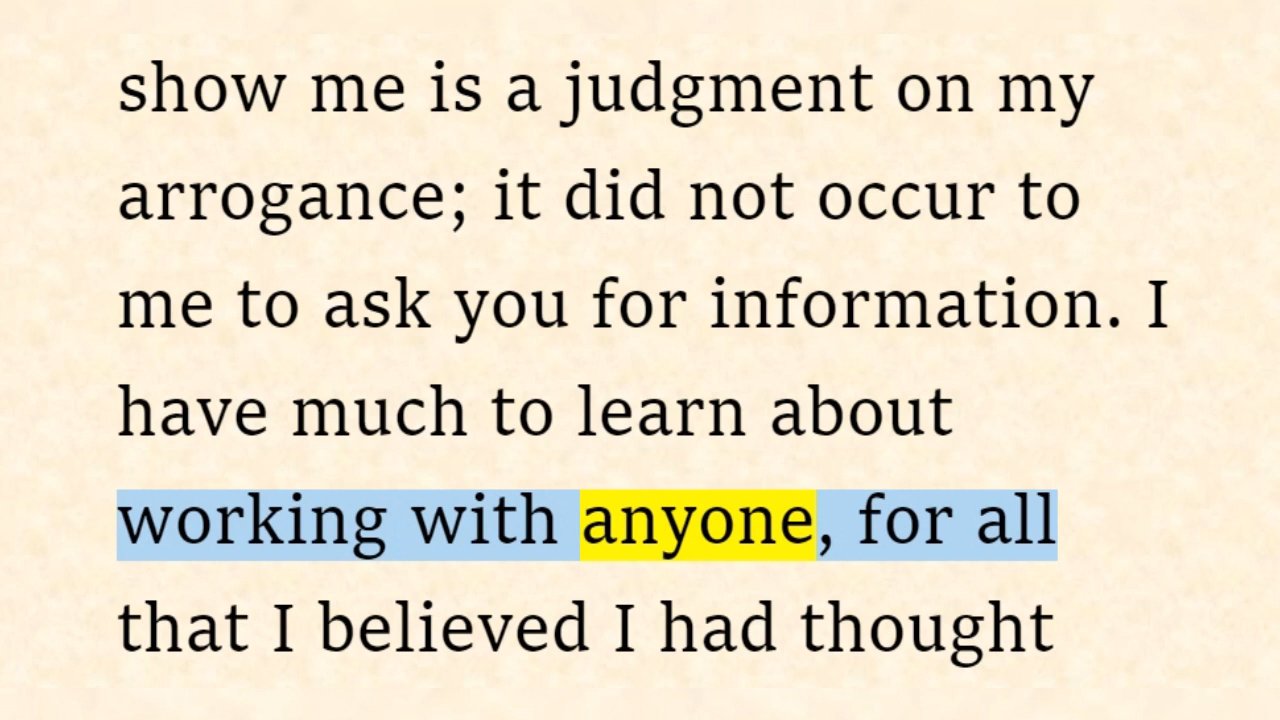 show me is a judgment on my
arrogance; it did not occur to
me to ask you for information. I
have much to learn about
working with anyone, for all
that I believed I had thought